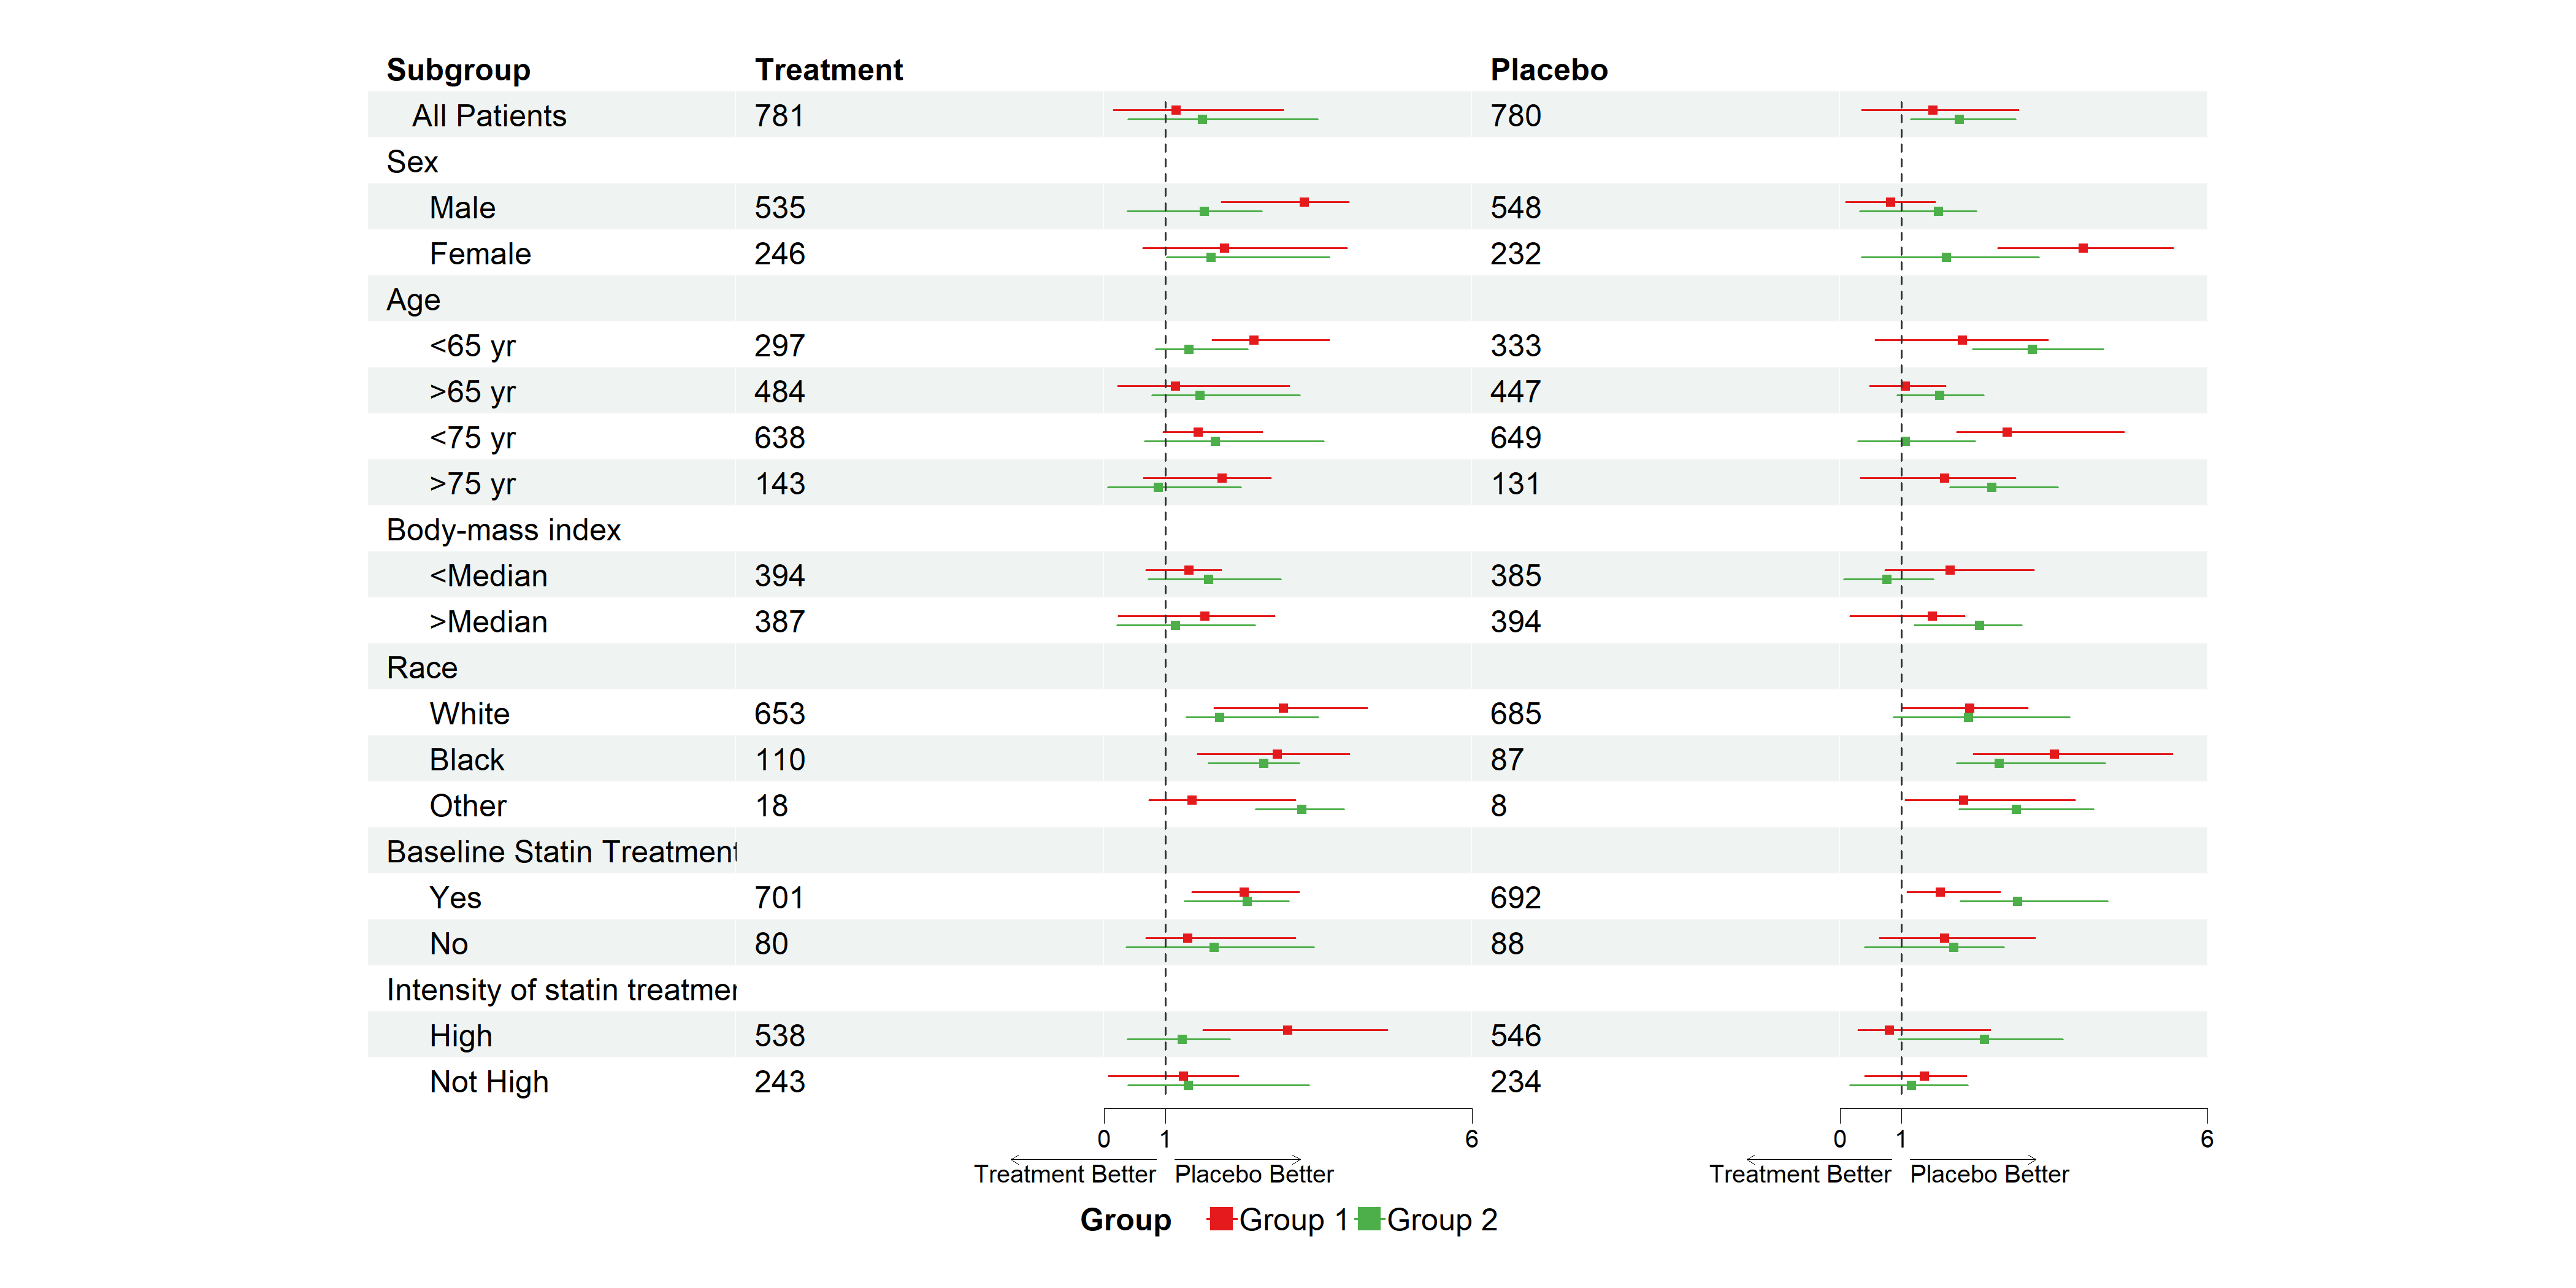 Subgroup Treatment Placebo
All Patients 781 780
Sex
Male 535 548
Female 246 232
Age
<65 yr 297 333
>65 yr 484 447
<75 yr 638 649
>75 yr 143 131
Body-mass index
<Median 394 385
>Median 387 394
Race
White 653 685
Black 110 87
Other 18 8
Baseline Statin Treatment
Yes 701 692
No 80 88
Intensity of statin treatmen
High 538 546
Not High 243 234
0 1 6 0 1 6
Treatment Better Placebo Better Treatment Better Placebo Better
Group Group 1 Group 2